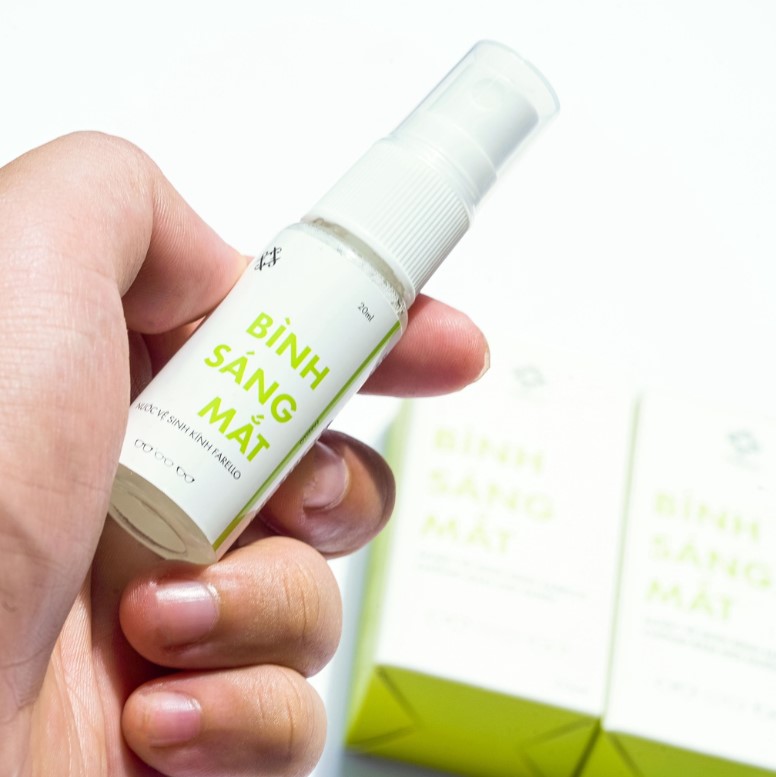 20ml
BÌNH
SÁNG
MẮT
NƯỚC VỆ SINH KÍNH FARELLO
BÌNH
SÁNG
MẮT
BÌNH
SÁNG
MẮT